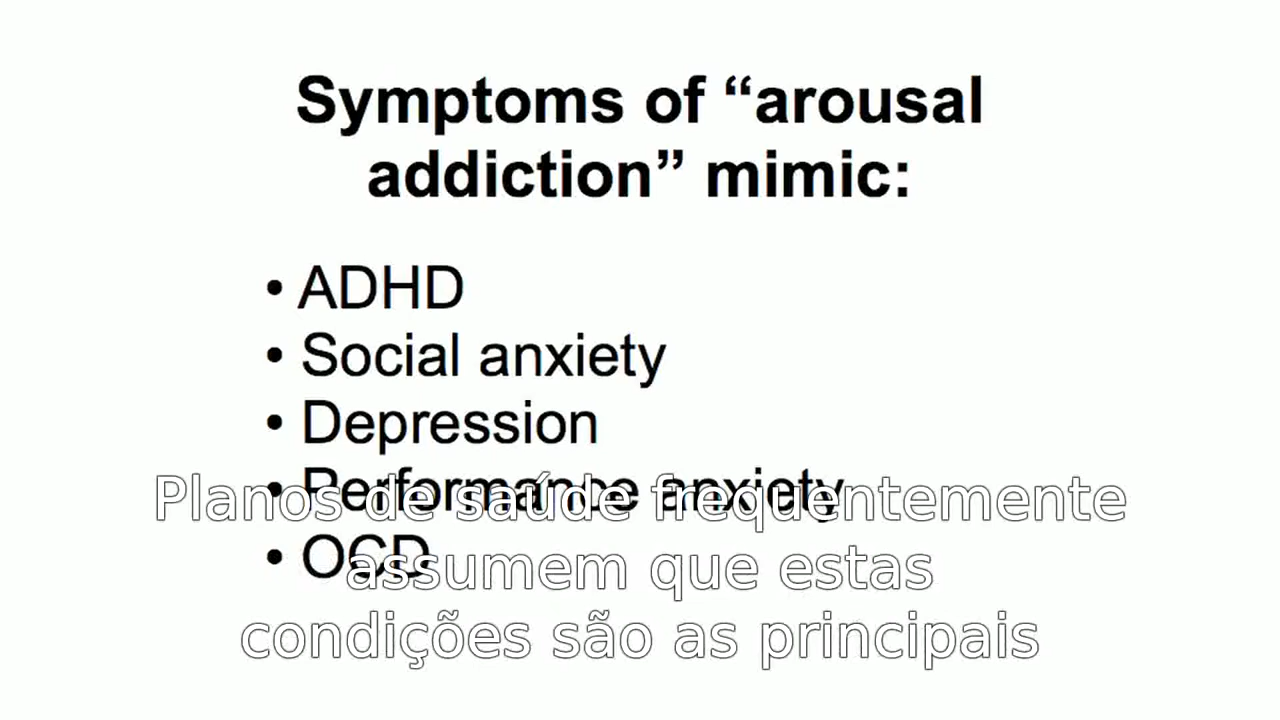 Symptoms of “arousal
addiction” mimic:
• ADHD
• Social anxiety
• Depression
• Performance anxiety
• OCD
Planos de saúde frequentemente
assumem que estas
condições são as principais